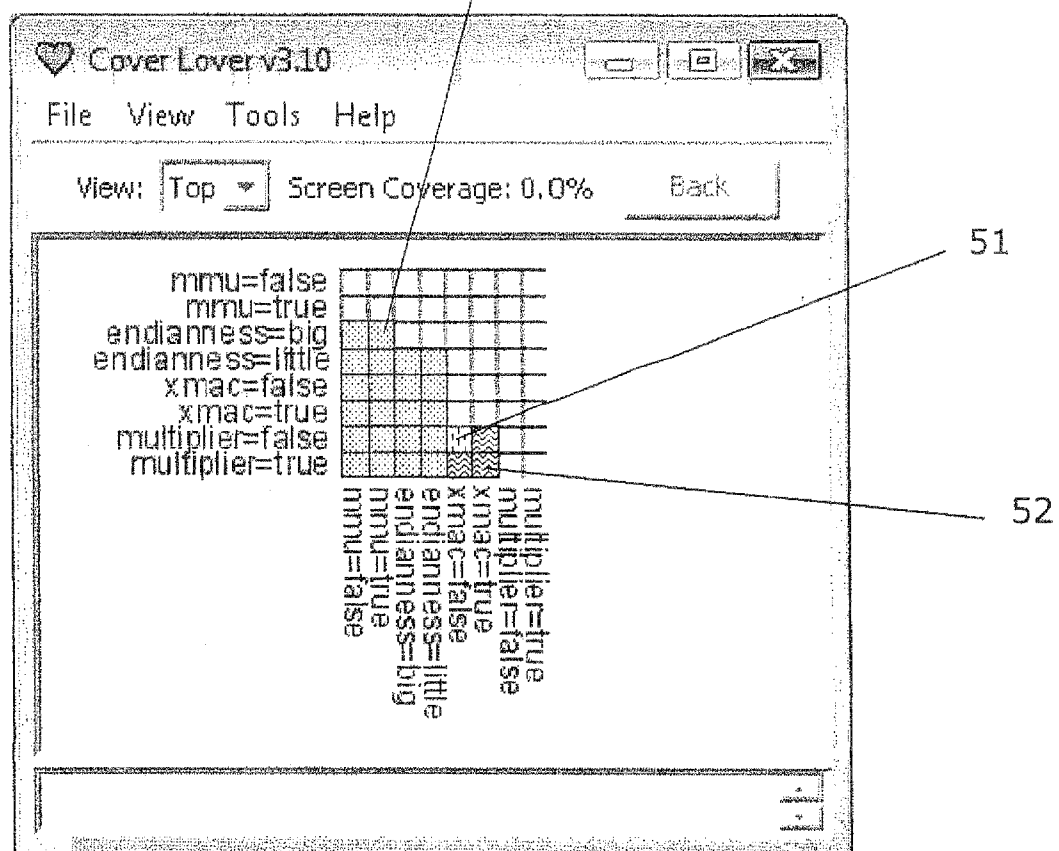 Cover Lover v3.10
File View Tools Help
View: Top Screen Coverage: 0.0% Back
51
mmu=false
mmu=true
endianness=big
endianness=little
xmac=false
xmac=true
multiplier=false
multiplier=true
52
mmu=false
mmu=true
endianness=big
endianness=little
xmac=false
xmac=true
multiplier=false
multiplier=true